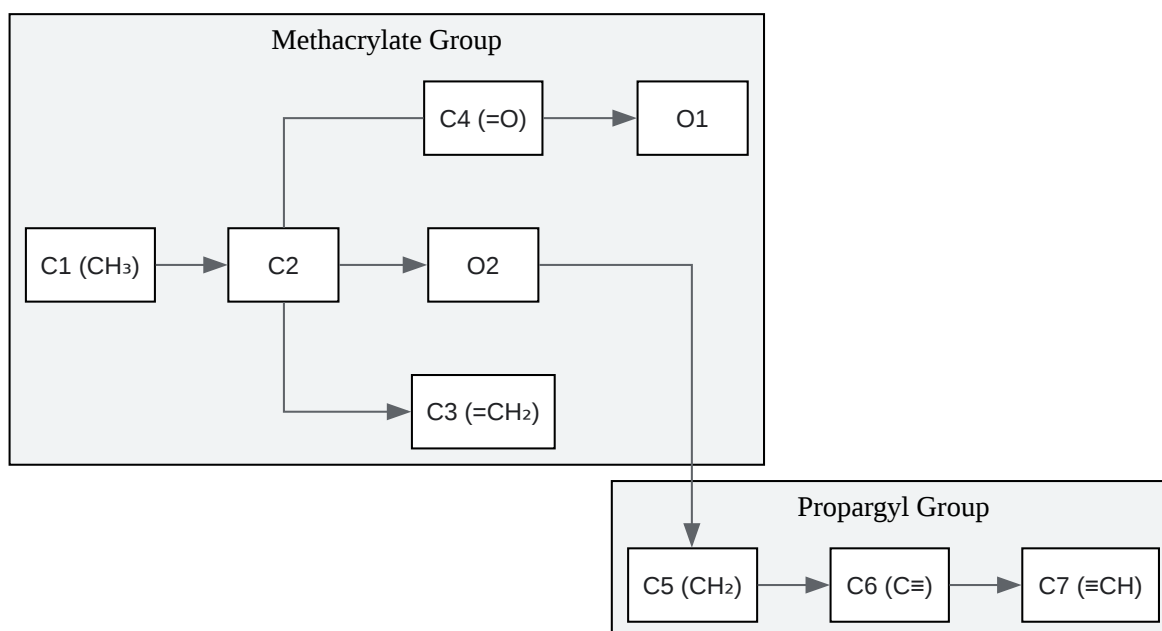 Methacrylate Group
C4 (=O)
O1
C1 (CH₃)
C2
O2
C3 (=CH₂)
Propargyl Group
C5 (CH₂)
C6 (C≡)
C7 (≡CH)